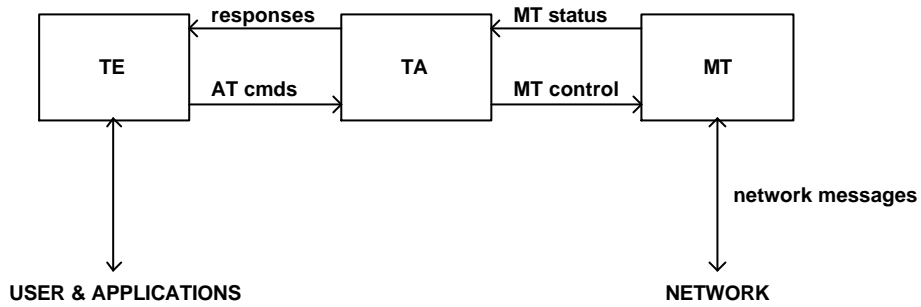 responses
MT status
TE
TA
MT
AT cmds
MT control
network messages
USER & APPLICATIONS
NETWORK